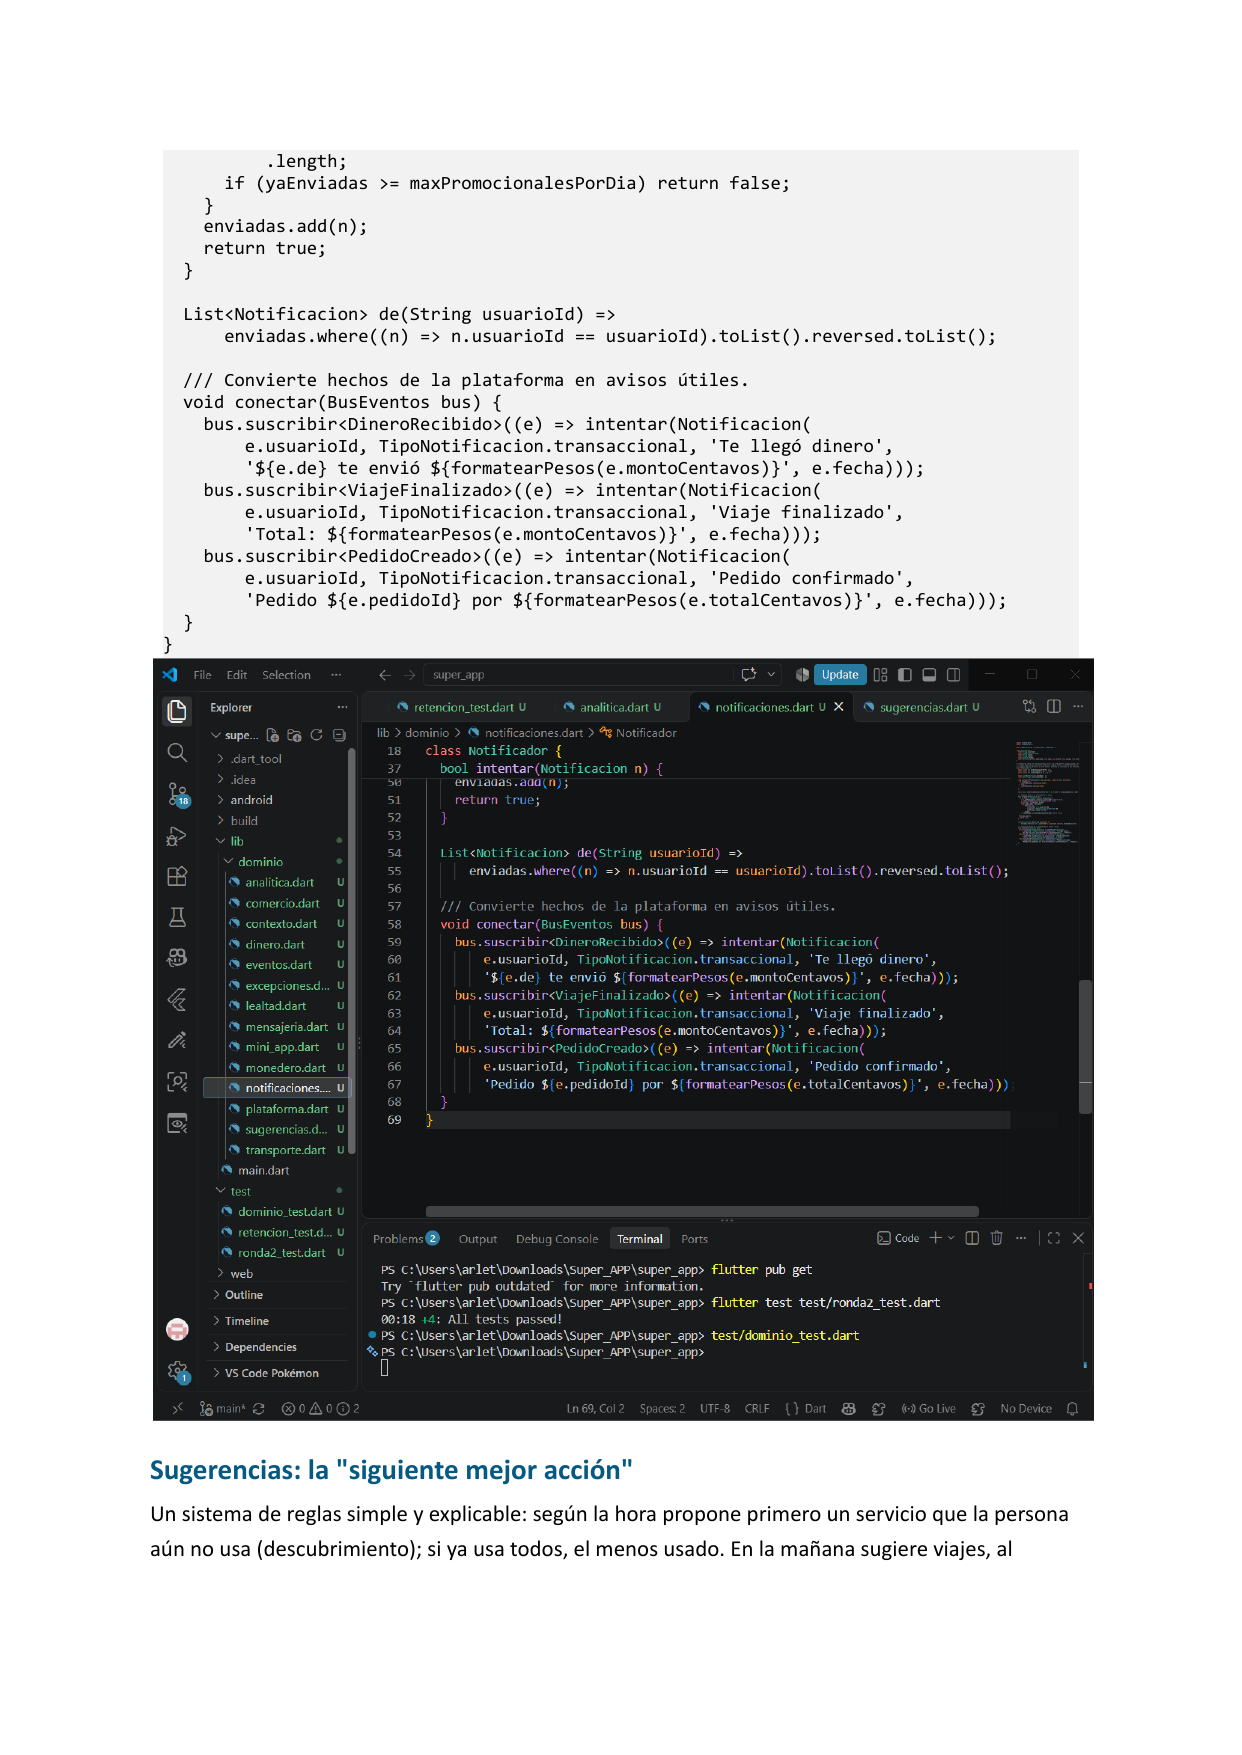 .length;
if (yaEnviadas >= maxPromocionalesPorDia) return false;
}
enviadas.add(n);
return true;
}
List<Notificacion> de(String usuarioId) =>
enviadas.where((n) => n.usuarioId == usuarioId).toList().reversed.toList();
/// Convierte hechos de la plataforma en avisos útiles.
void conectar(BusEventos bus) {
bus.suscribir<DineroRecibido>((e) => intentar(Notificacion(
e.usuarioId, TipoNotificacion.transaccional, 'Te llegó dinero',
'${e.de} te envió ${formatearPesos(e.montoCentavos)}', e.fecha)));
bus.suscribir<ViajeFinalizado>((e) => intentar(Notificacion(
e.usuarioId, TipoNotificacion.transaccional, 'Viaje finalizado',
'Total: ${formatearPesos(e.montoCentavos)}', e.fecha)));
bus.suscribir<PedidoCreado>((e) => intentar(Notificacion(
e.usuarioId, TipoNotificacion.transaccional, 'Pedido confirmado',
'Pedido ${e.pedidoId} por ${formatearPesos(e.totalCentavos)}', e.fecha)));
}
}
File Edit Selection ··· super_app Update
Explorer ···
supe...
.dart_tool
.idea
android
build
lib
dominio
analitica.dart U
comercio.dart U
contexto.dart U
dinero.dart U
eventos.dart U
excepciones.d... U
lealtad.dart U
mensajeria.dart U
mini_app.dart U
monedero.dart U
notificaciones.... U
plataforma.dart U
sugerencias.d... U
transporte.dart U
main.dart
test
dominio_test.dart U
retencion_test.d... U
ronda2_test.dart U
web
Outline
Timeline
Dependencies
VS Code Pokémon
18
1
retencion_test.dart U analitica.dart U notificaciones.dart U sugerencias.dart U ···
lib > dominio > notificaciones.dart > Notificador
18 class Notificador {
37 bool intentar(Notificacion n) {
50 enviadas.add(n);
51 return true;
52 }
53
54 List<Notificacion> de(String usuarioId) =>
55 enviadas.where((n) => n.usuarioId == usuarioId).toList().reversed.toList();
56
57 /// Convierte hechos de la plataforma en avisos útiles.
58 void conectar(BusEventos bus) {
59 bus.suscribir<DineroRecibido>((e) => intentar(Notificacion(
60 e.usuarioId, TipoNotificacion.transaccional, 'Te llegó dinero',
61 '${e.de} te envió ${formatearPesos(e.montoCentavos)}', e.fecha)));
62 bus.suscribir<ViajeFinalizado>((e) => intentar(Notificacion(
63 e.usuarioId, TipoNotificacion.transaccional, 'Viaje finalizado',
64 'Total: ${formatearPesos(e.montoCentavos)}', e.fecha)));
65 bus.suscribir<PedidoCreado>((e) => intentar(Notificacion(
66 e.usuarioId, TipoNotificacion.transaccional, 'Pedido confirmado',
67 'Pedido ${e.pedidoId} por ${formatearPesos(e.totalCentavos)}', e.fecha)))
68 }
69 }
Problems 2 Output Debug Console Terminal Ports Code
PS C:\Users\arlet\Downloads\Super_APP\super_app> flutter pub get
Try `flutter pub outdated` for more information.
PS C:\Users\arlet\Downloads\Super_APP\super_app> flutter test test/ronda2_test.dart
00:18 +4: All tests passed!
PS C:\Users\arlet\Downloads\Super_APP\super_app> test/dominio_test.dart
PS C:\Users\arlet\Downloads\Super_APP\super_app>
main* 0 0 2 Ln 69, Col 2 Spaces: 2 UTF-8 CRLF { } Dart Go Live No Device
Sugerencias: la "siguiente mejor acción"
Un sistema de reglas simple y explicable: según la hora propone primero un servicio que la persona
aún no usa (descubrimiento); si ya usa todos, el menos usado. En la mañana sugiere viajes, al